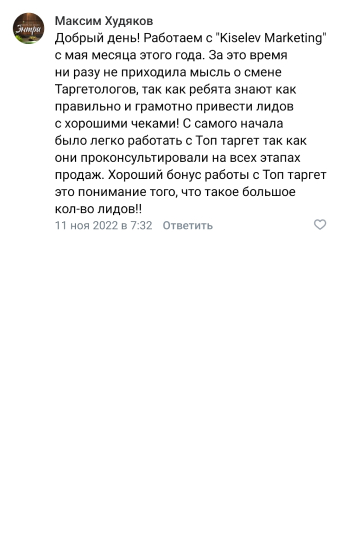 Максим Худяков
Добрый день! Работаем с "Kiselev Marketing"
с мая месяца этого года. За это время
ни разу не приходила мысль о смене
Таргетологов, так как ребята знают как
правильно и грамотно привести лидов
с хорошими чеками! С самого начала
было легко работать с Топ таргет так как
они проконсультировали на всех этапах
продаж. Хороший бонус работы с Топ таргет
это понимание того, что такое большое
кол-во лидов!!
11 ноя 2022 в 7:32 Ответить